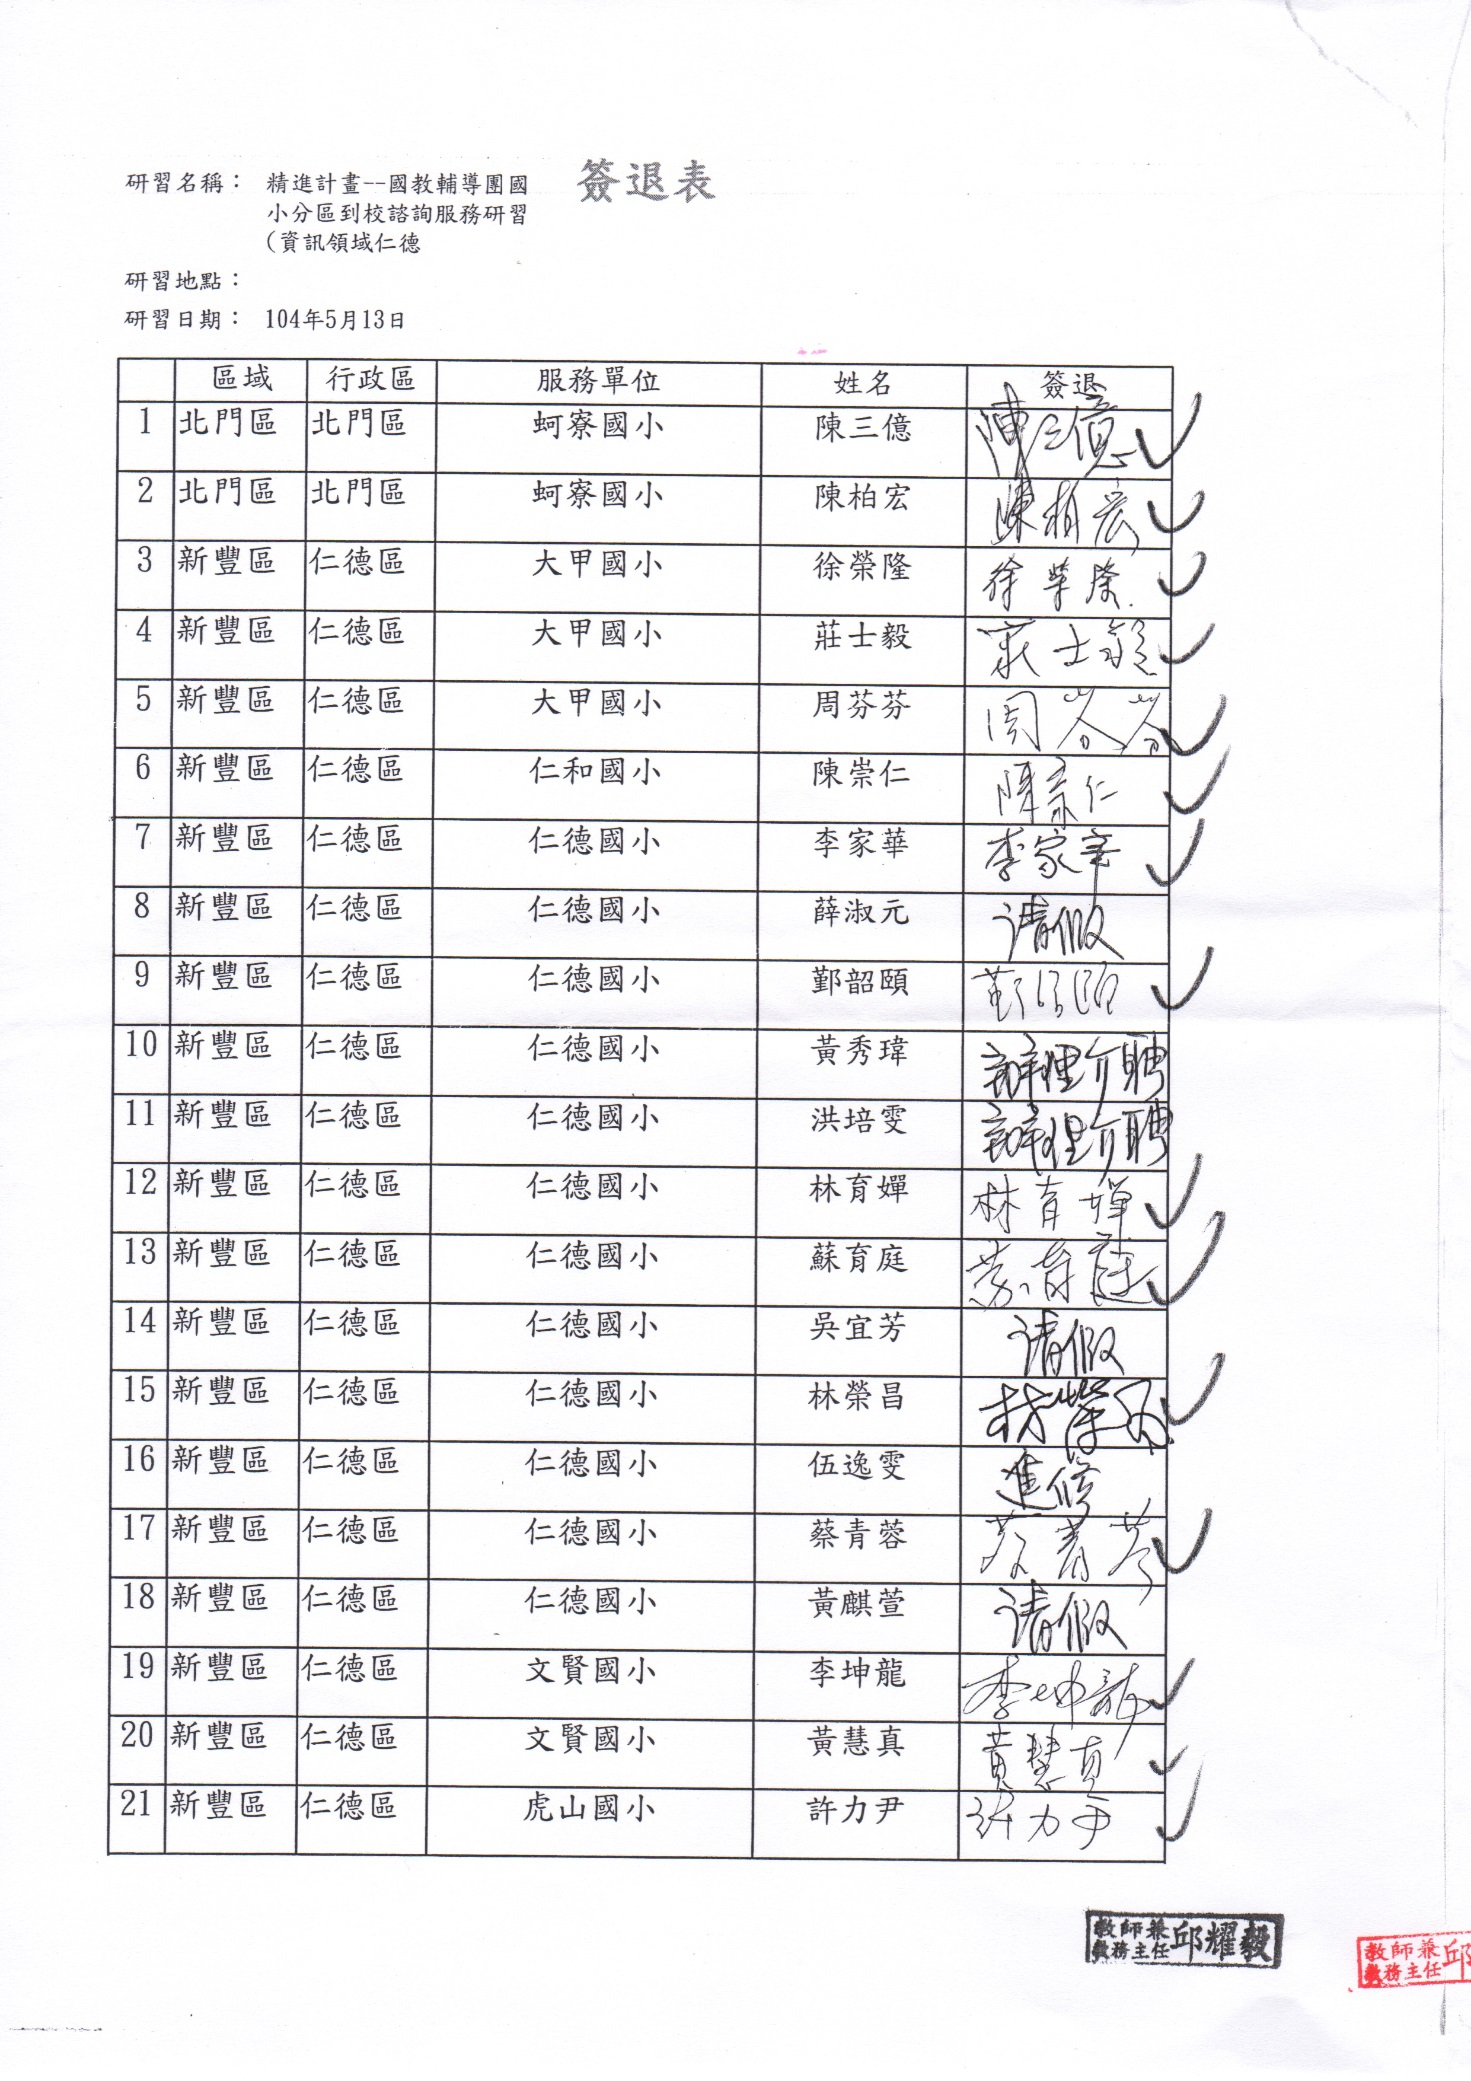 簽退表
研習名稱： 精進計畫--國教輔導團國
小分區到校諮詢服務研習
(資訊領域仁德
研習地點：
研習日期： 104年5月13日
區域 行政區 服務單位 姓名 簽退
1 北門區 北門區 蚵寮國小 陳三億 陳三億
2 北門區 北門區 蚵寮國小 陳柏宏 陳柏宏
3 新豐區 仁德區 大甲國小 徐榮隆 徐榮隆
4 新豐區 仁德區 大甲國小 莊士毅 莊士毅
5 新豐區 仁德區 大甲國小 周芬芬 周芬芬
6 新豐區 仁德區 仁和國小 陳崇仁 陳崇仁
7 新豐區 仁德區 仁德國小 李家華 李家華
8 新豐區 仁德區 仁德國小 薛淑元 请假
9 新豐區 仁德區 仁德國小 鄞韶頤
10 新豐區 仁德區 仁德國小 黃秀瑋 辦理介聘
11 新豐區 仁德區 仁德國小 洪培雯 辦理介聘
12 新豐區 仁德區 仁德國小 林育嬋 林育嬋
13 新豐區 仁德區 仁德國小 蘇育庭 蘇育庭
14 新豐區 仁德區 仁德國小 吳宜芳 请假
15 新豐區 仁德區 仁德國小 林榮昌 林榮昌
16 新豐區 仁德區 仁德國小 伍逸雯 進修
17 新豐區 仁德區 仁德國小 蔡青蓉 蔡青蓉
18 新豐區 仁德區 仁德國小 黃麒萱 请假
19 新豐區 仁德區 文賢國小 李坤龍 李坤龍
20 新豐區 仁德區 文賢國小 黃慧真 黃慧真
21 新豐區 仁德區 虎山國小 許力尹 許力尹
教師兼
教務主任 邱耀毅
教師兼
教務主任 邱